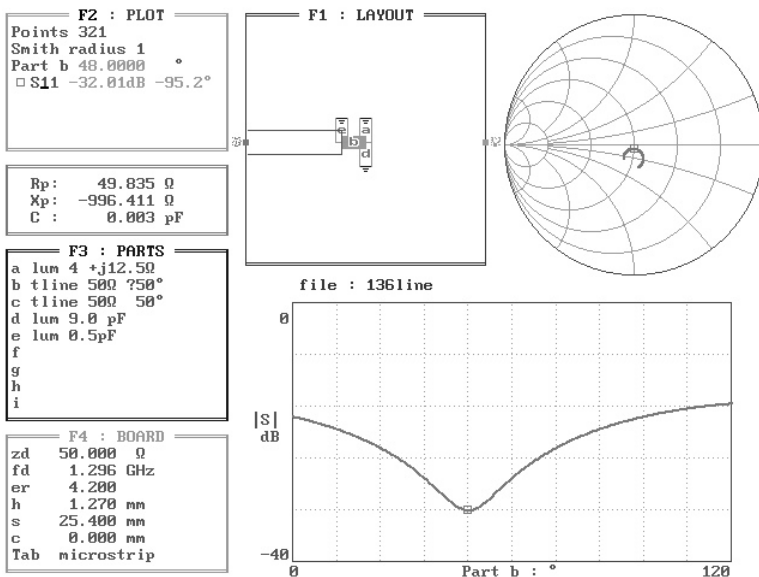 F2 : PLOT
Points 321
Smith radius 1
Part b 48.0000 °
S11 -32.01dB -95.2°
Rp: 49.835 Ω
Xp: -996.411 Ω
C : 0.003 pF
F3 : PARTS
a lum 4 +j12.5Ω
b tline 50Ω ?50°
c tline 50Ω 50°
d lum 9.0 pF
e lum 0.5pF
f
g
h
i
F4 : BOARD
zd 50.000 Ω
fd 1.296 GHz
er 4.200
h 1.270 mm
s 25.400 mm
c 0.000 mm
Tab microstrip
F1 : LAYOUT
e
a
b
d
file : 136line
0
|S|
dB
-40
0
Part b : °
120